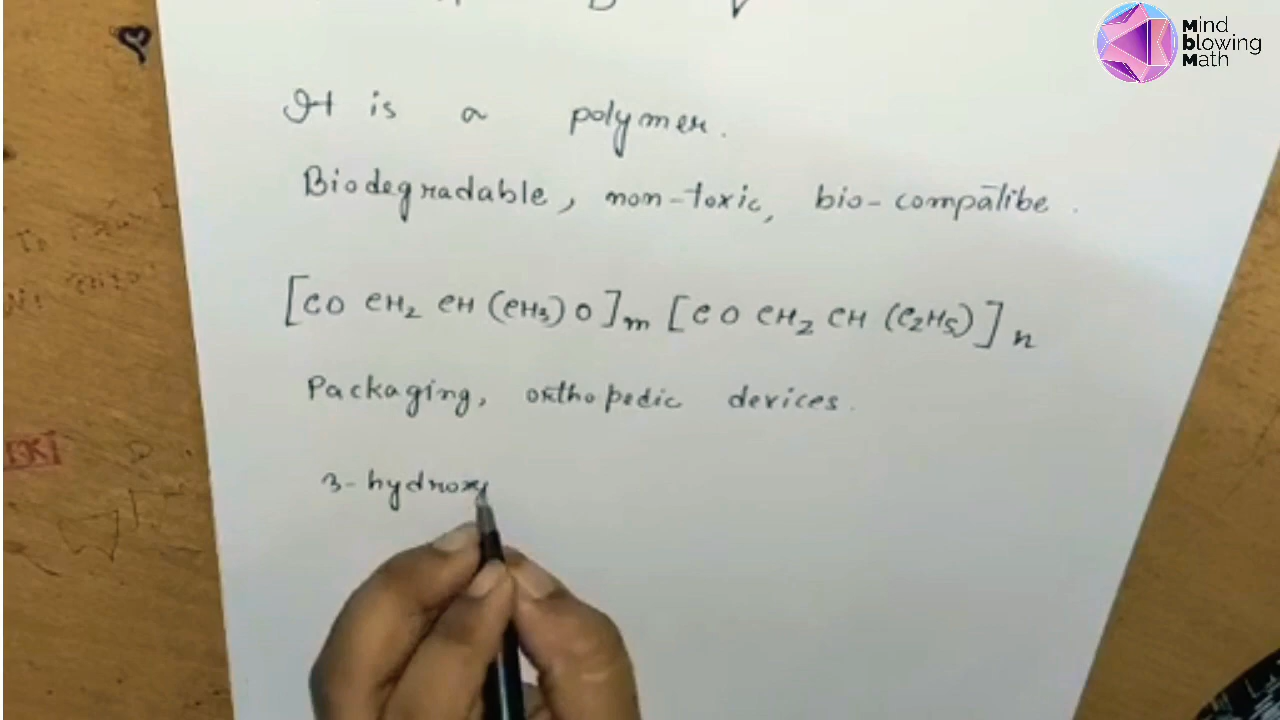 Mind
blowing
Math
It is a polymer.
Biodegradable, non-toxic, bio-compatibe.
[CO CH₂ CH (CH₃) O]m [CO CH₂ CH (C₂H₅)]n
Packaging, orthopedic devices.
3-hydroxy